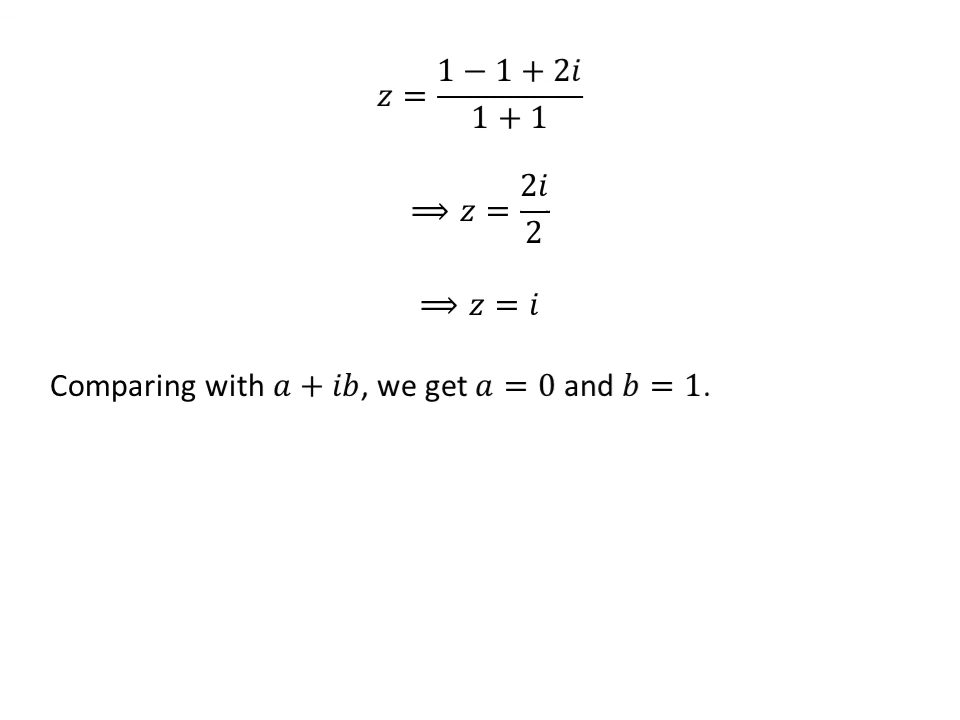 z = (1 − 1 + 2i)/(1 + 1)
⟹ z = 2i/2
⟹ z = i
Comparing with a + ib, we get a = 0 and b = 1.